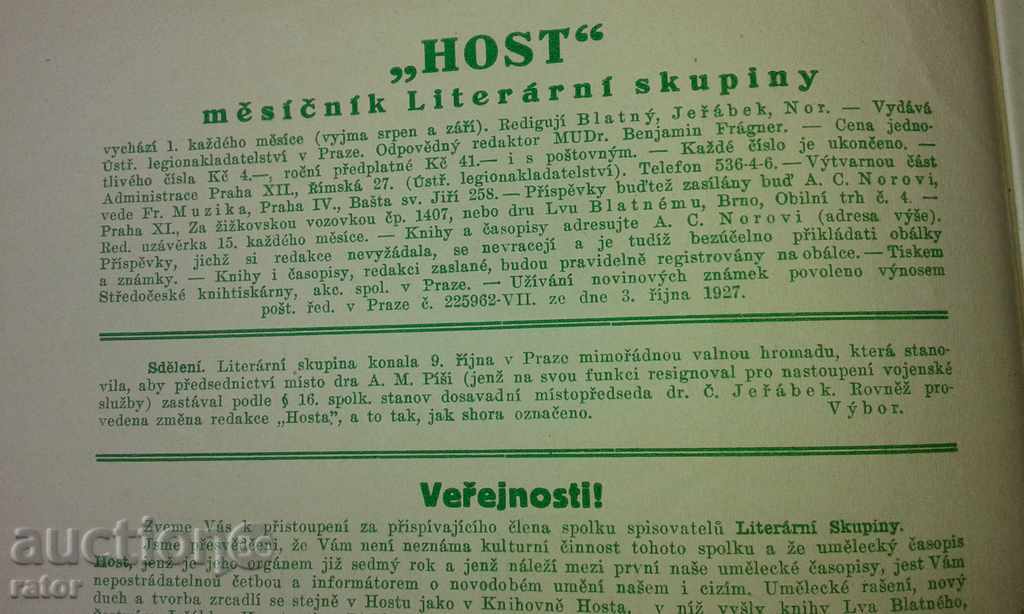 „HOST“
měsíčník Literární skupiny
vychází 1. každého měsíce (vyjma srpen a září). Redigují Blatný, Jeřábek, Nor. — Vydává
Ústř. legionakladatelství v Praze. Odpovědný redaktor MUDr. Benjamin Frágner. — Cena jedno-
tlivého čísla Kč 4.—, roční předplatné Kč 41.— i s poštovným. — Každé číslo je ukončeno. —
Administrace Praha XII., Římská 27. (Ústř. legionakladatelství). Telefon 536-4-6. — Výtvarnou část
vede Fr. Muzika, Praha IV., Bašta sv. Jiří 258. — Příspěvky buďtež zasílány buď A. C. Norovi,
Praha XI., Za žižkovskou vozovkou čp. 1407, nebo dru Lvu Blatnému, Brno, Obilní trh č. 4. —
Red. uzávěrka 15. každého měsíce. — Knihy a časopisy adresujte A. C. Norovi (adresa výše).
Příspěvky, jichž si redakce nevyžádala, se nevracejí a je tudíž bezúčelno přikládati obálky
a známky. — Knihy i časopisy, redakci zaslané, budou pravidelně registrovány na obálce. — Tiskem
Středočeské knihtiskárny, akc. spol. v Praze. — Užívání novinových známek povoleno výnosem
pošt. řed. v Praze č. 225962-VII. ze dne 3. října 1927.
Sdělení. Literární skupina konala 9. října v Praze mimořádnou valnou hromadu, která stano-
vila, aby předsednictví místo dra A. M. Píši (jenž na svou funkci resignoval pro nastoupení vojenské
služby) zastával podle § 16. spolk. stanov dosavadní místopředseda dr. Č. Jeřábek. Rovněž pro-
vedena změna redakce „Hosta“, a to tak, jak shora označeno. Výbor.
Veřejnosti!
Zveme Vás k přistoupení za přispívajícího člena spolku spisovatelů Literární Skupiny.
Jsme přesvědčeni, že Vám není neznáma kulturní činnost tohoto spolku a že umělecký časopis
Host, jenž je jeho orgánem již sedmý rok a jenž náleží mezi první naše umělecké časopisy, jest Vám
nepostrádatelnou četbou a informátorem o novodobém umění našem i cizím. Umělecké rašení, nový
duch a tvorba zrcadlí se stejně v Hostu jako v Knihovně Hosta, v níž vyšly knihy Lva Blatného,
auction
rator